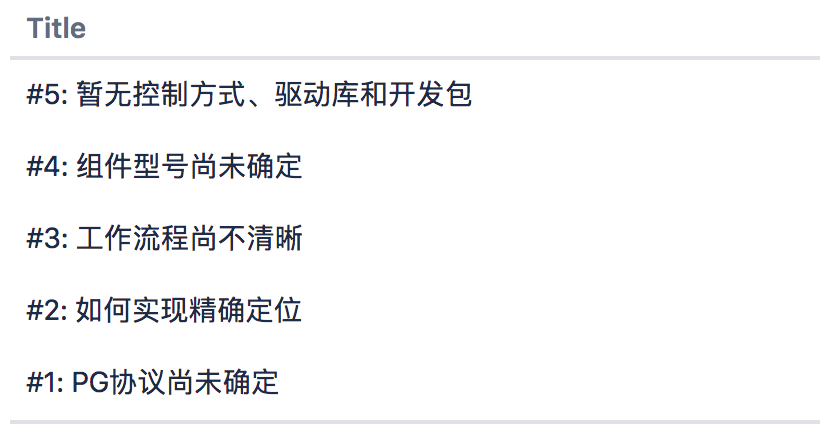 Title
#5: 暂无控制方式、驱动库和开发包
#4: 组件型号尚未确定
#3: 工作流程尚不清晰
#2: 如何实现精确定位
#1: PG协议尚未确定